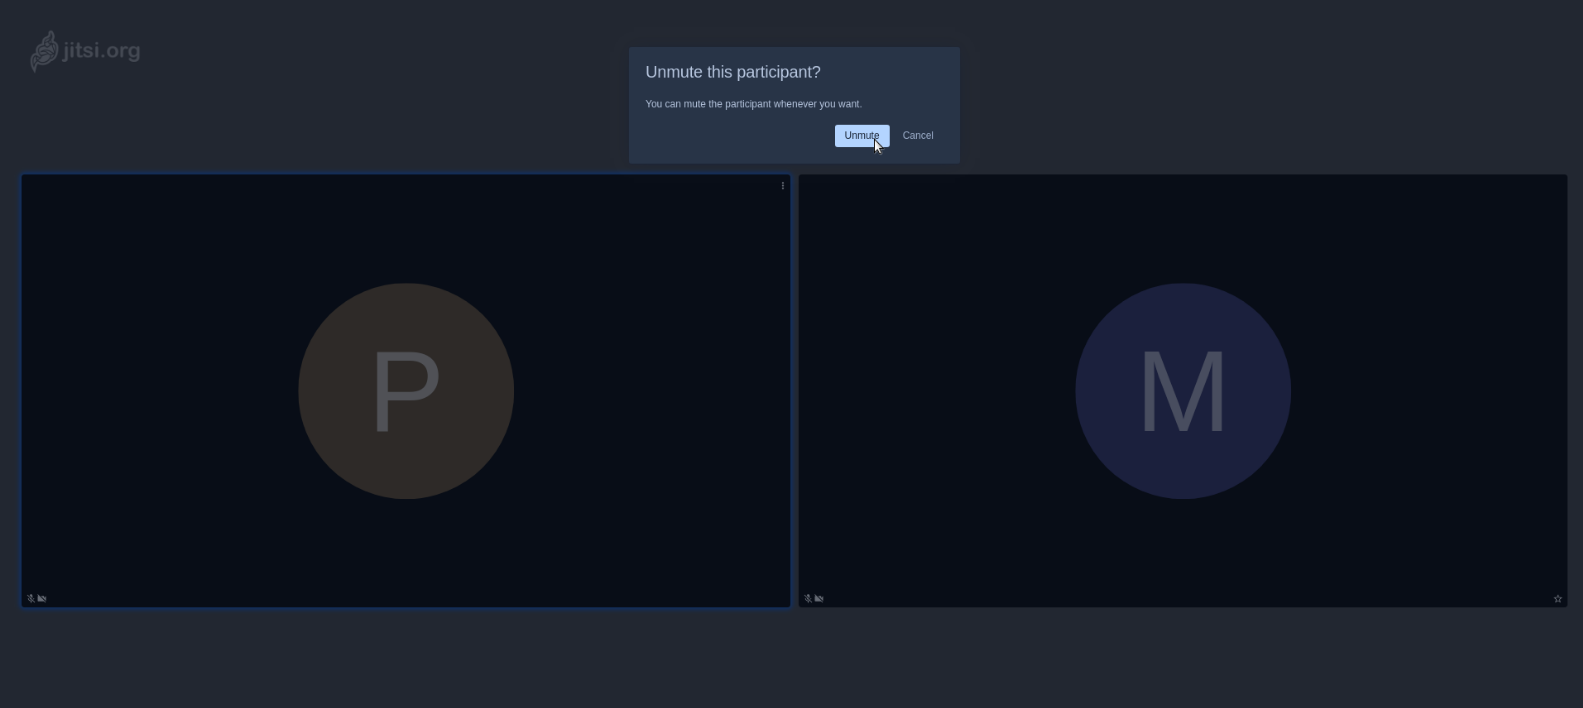 jitsi.org
Unmute this participant?
You can mute the participant whenever you want.
Unmute Cancel
P M